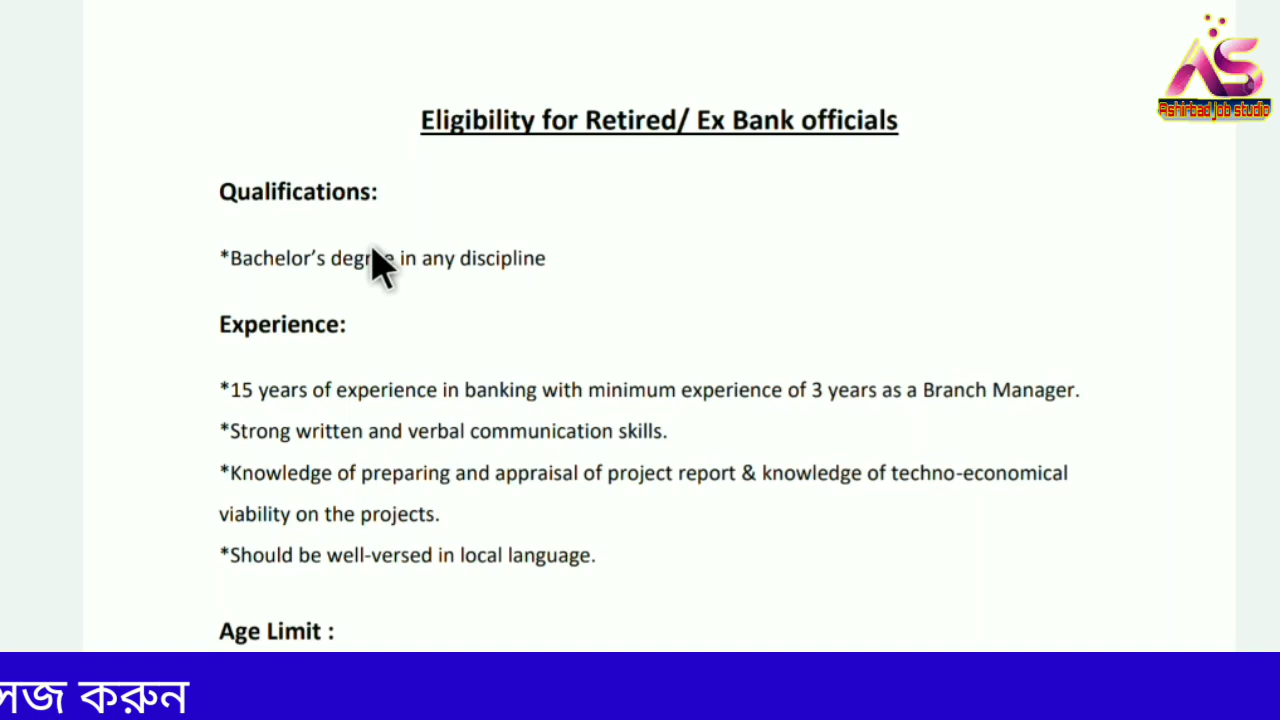 Ashirbad job studio
Eligibility for Retired/ Ex Bank officials
Qualifications:
*Bachelor's degree in any discipline
Experience:
*15 years of experience in banking with minimum experience of 3 years as a Branch Manager.
*Strong written and verbal communication skills.
*Knowledge of preparing and appraisal of project report & knowledge of techno-economical
viability on the projects.
*Should be well-versed in local language.
Age Limit :
করুন